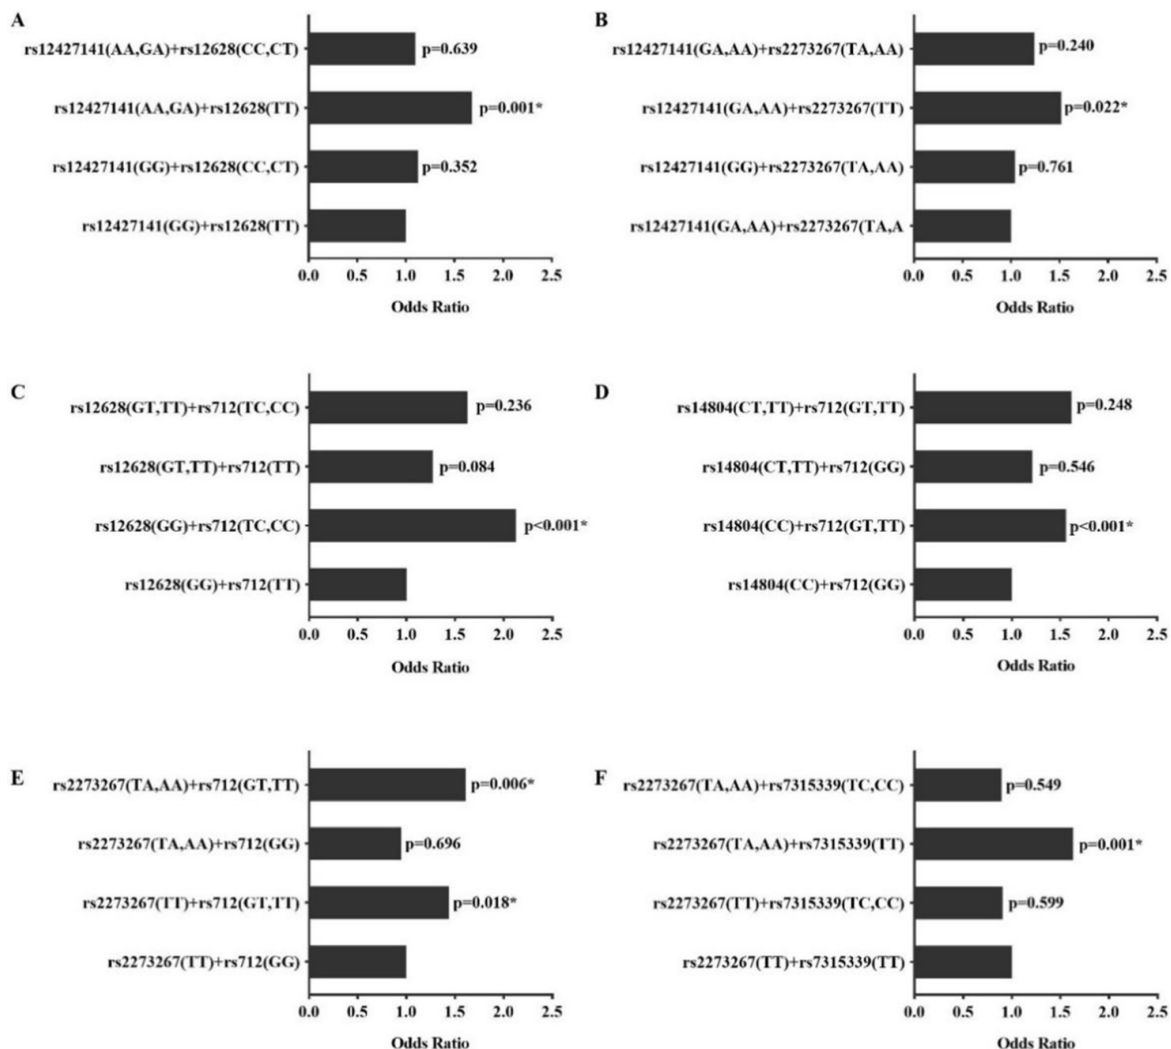 A
rs12427141(AA,GA)+rs12628(CC,CT)
p=0.639
rs12427141(AA,GA)+rs12628(TT)
p=0.001*
rs12427141(GG)+rs12628(CC,CT)
p=0.352
rs12427141(GG)+rs12628(TT)
0.0 0.5 1.0 1.5 2.0 2.5
Odds Ratio
B
rs12427141(GA,AA)+rs2273267(TA,AA)
p=0.240
rs12427141(GA,AA)+rs2273267(TT)
p=0.022*
rs12427141(GG)+rs2273267(TA,AA)
p=0.761
rs12427141(GA,AA)+rs2273267(TA,A
0.0 0.5 1.0 1.5 2.0 2.5
Odds Ratio
C
rs12628(GT,TT)+rs712(TC,CC)
p=0.236
rs12628(GT,TT)+rs712(TT)
p=0.084
rs12628(GG)+rs712(TC,CC)
p<0.001*
rs12628(GG)+rs712(TT)
0.0 0.5 1.0 1.5 2.0 2.5
Odds Ratio
D
rs14804(CT,TT)+rs712(GT,TT)
p=0.248
rs14804(CT,TT)+rs712(GG)
p=0.546
rs14804(CC)+rs712(GT,TT)
p<0.001*
rs14804(CC)+rs712(GG)
0.0 0.5 1.0 1.5 2.0 2.5
Odds Ratio
E
rs2273267(TA,AA)+rs712(GT,TT)
p=0.006*
rs2273267(TA,AA)+rs712(GG)
p=0.696
rs2273267(TT)+rs712(GT,TT)
p=0.018*
rs2273267(TT)+rs712(GG)
0.0 0.5 1.0 1.5 2.0 2.5
Odds Ratio
F
rs2273267(TA,AA)+rs7315339(TC,CC)
p=0.549
rs2273267(TA,AA)+rs7315339(TT)
p=0.001*
rs2273267(TT)+rs7315339(TC,CC)
p=0.599
rs2273267(TT)+rs7315339(TT)
0.0 0.5 1.0 1.5 2.0 2.5
Odds Ratio